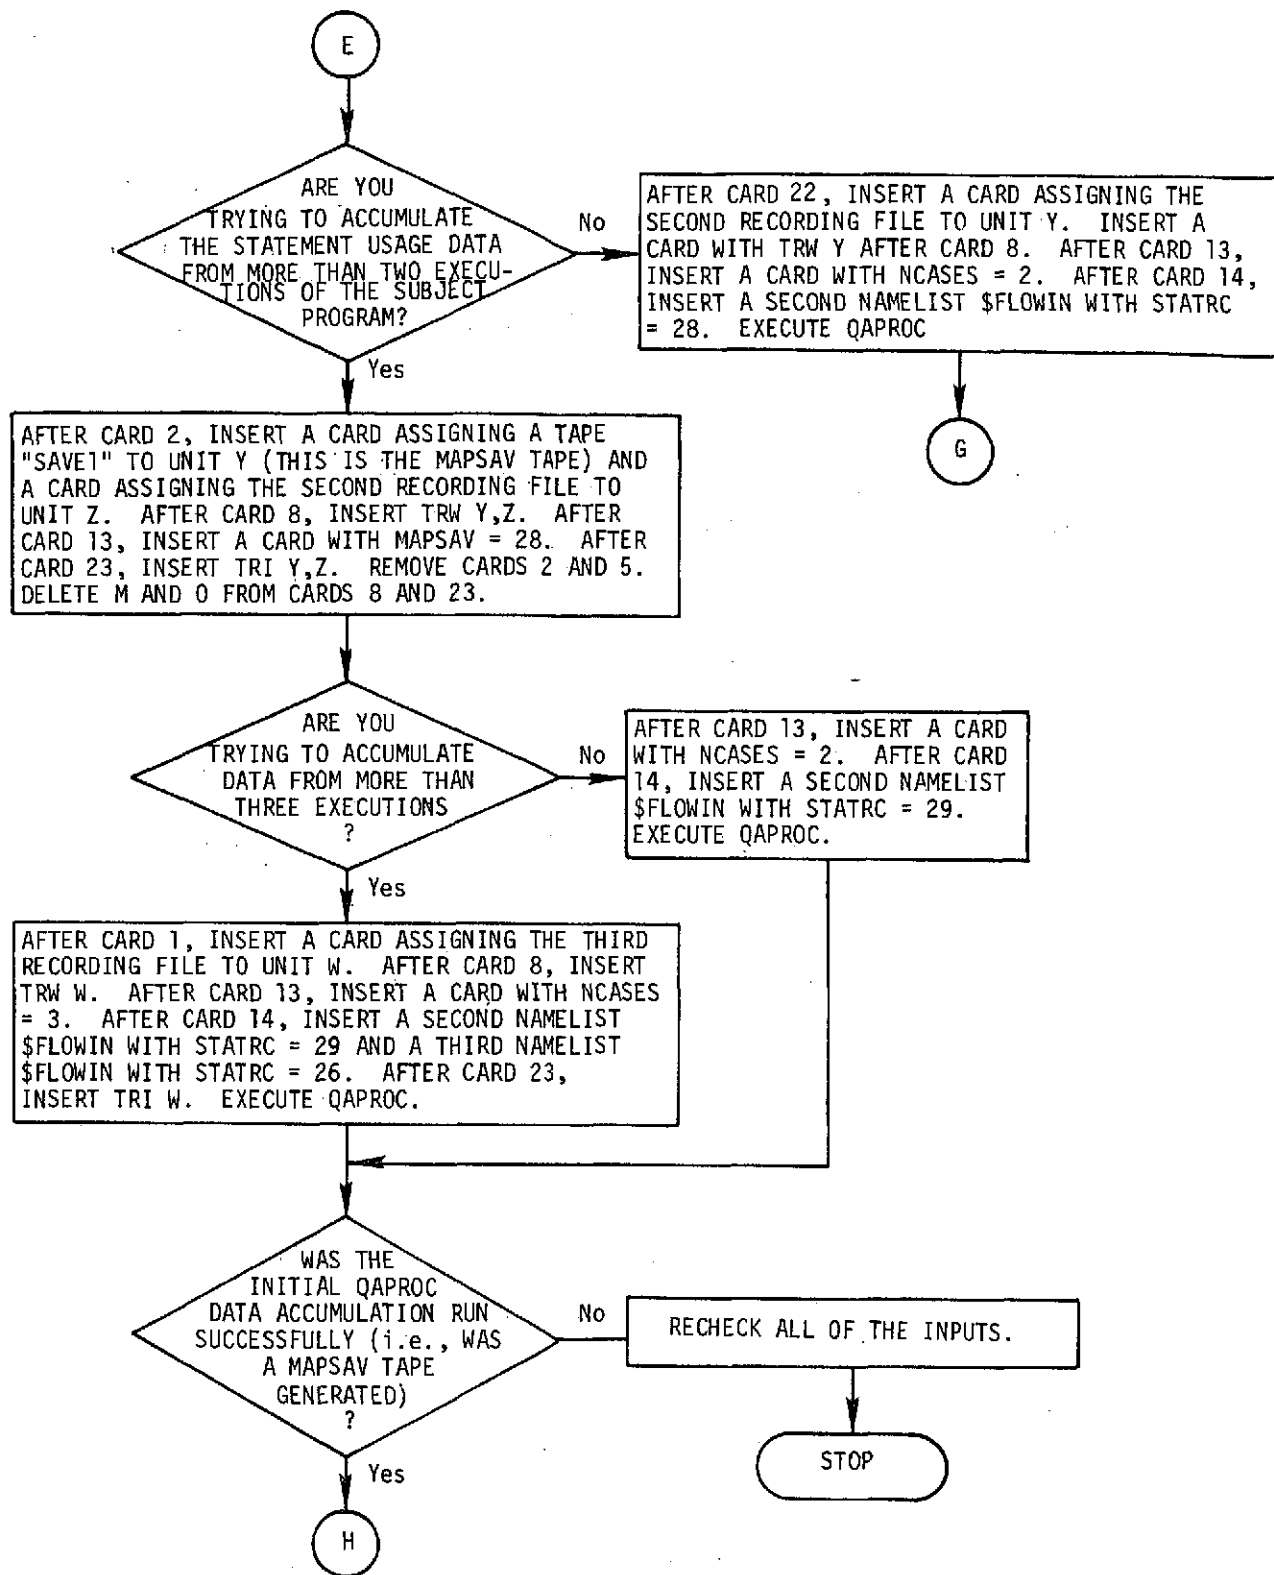 E
ARE YOU
TRYING TO ACCUMULATE
THE STATEMENT USAGE DATA
FROM MORE THAN TWO EXECU-
TIONS OF THE SUBJECT
PROGRAM?
No
AFTER CARD 22, INSERT A CARD ASSIGNING THE
SECOND RECORDING FILE TO UNIT Y. INSERT A
CARD WITH TRW Y AFTER CARD 8. AFTER CARD 13,
INSERT A CARD WITH NCASES = 2. AFTER CARD 14,
INSERT A SECOND NAMELIST $FLOWIN WITH STATRC
= 28. EXECUTE QAPROC
G
Yes
AFTER CARD 2, INSERT A CARD ASSIGNING A TAPE
"SAVE1" TO UNIT Y (THIS IS THE MAPSAV TAPE) AND
A CARD ASSIGNING THE SECOND RECORDING FILE TO
UNIT Z. AFTER CARD 8, INSERT TRW Y,Z. AFTER
CARD 13, INSERT A CARD WITH MAPSAV = 28. AFTER
CARD 23, INSERT TRI Y,Z. REMOVE CARDS 2 AND 5.
DELETE M AND O FROM CARDS 8 AND 23.
ARE YOU
TRYING TO ACCUMULATE
DATA FROM MORE THAN
THREE EXECUTIONS
?
No
AFTER CARD 13, INSERT A CARD
WITH NCASES = 2. AFTER CARD
14, INSERT A SECOND NAMELIST
$FLOWIN WITH STATRC = 29.
EXECUTE QAPROC.
Yes
AFTER CARD 1, INSERT A CARD ASSIGNING THE THIRD
RECORDING FILE TO UNIT W. AFTER CARD 8, INSERT
TRW W. AFTER CARD 13, INSERT A CARD WITH NCASES
= 3. AFTER CARD 14, INSERT A SECOND NAMELIST
$FLOWIN WITH STATRC = 29 AND A THIRD NAMELIST
$FLOWIN WITH STATRC = 26. AFTER CARD 23,
INSERT TRI W. EXECUTE QAPROC.
WAS THE
INITIAL QAPROC
DATA ACCUMULATION RUN
SUCCESSFULLY (i.e., WAS
A MAPSAV TAPE
GENERATED)
?
No
RECHECK ALL OF THE INPUTS.
STOP
Yes
H